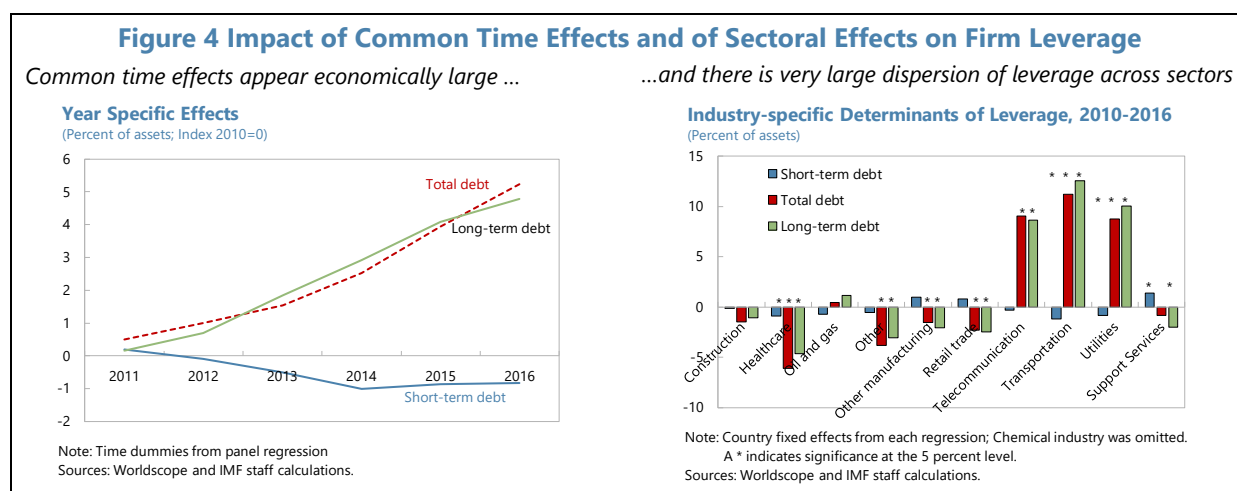 Figure 4 Impact of Common Time Effects and of Sectoral Effects on Firm Leverage
Common time effects appear economically large ...
...and there is very large dispersion of leverage across sectors
Year Specific Effects
(Percent of assets; Index 2010=0)
6
5
4
3
2
1
0
-1
-2
2011
2012
2013
2014
2015
2016
Total debt
Long-term debt
Short-term debt
Note: Time dummies from panel regression
Sources: Worldscope and IMF staff calculations.
Industry-specific Determinants of Leverage, 2010-2016
(Percent of assets)
15
10
5
0
-5
-10
Short-term debt
Total debt
Long-term debt
* * *
* *
* *
* *
* *
* * *
* * *
* *
Construction
Healthcare
Oil and gas
Other
Other manufacturing
Retail trade
Telecommunication
Transportation
Utilities
Support Services
Note: Country fixed effects from each regression; Chemical industry was omitted.
A * indicates significance at the 5 percent level.
Sources: Worldscope and IMF staff calculations.